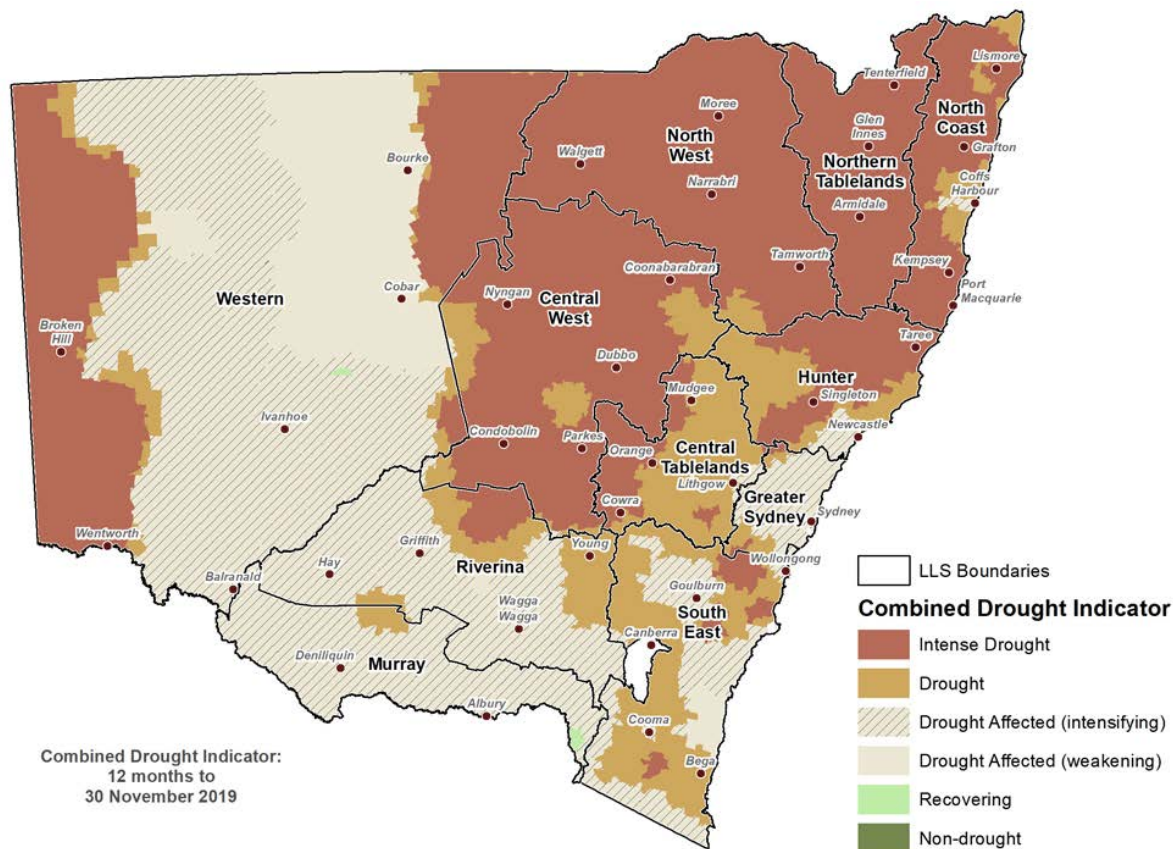 Lismore
Tenterfield
North
Coast
Moree
Glen
Innes
North
West
Grafton
Walgett
Bourke
Northern
Tablelands
Coffs
Harbour
Narrabri
Armidale
Tamworth
Kempsey
Coonabarabran
Port
Macquarie
Western
Cobar
Nyngan
Central
West
Broken
Hill
Taree
Dubbo
Hunter
Mudgee
Singleton
Ivanhoe
Newcastle
Condobolin
Parkes
Orange
Central
Tablelands
Lithgow
Greater
Sydney
Cowra
Sydney
Wentworth
Griffith
Young
Hay
Riverina
Wollongong
Balranald
Goulburn
Wagga
Wagga
South
East
Canberra
Deniliquin
Murray
Albury
Cooma
Bega
Combined Drought Indicator:
12 months to
30 November 2019
LLS Boundaries
Combined Drought Indicator
Intense Drought
Drought
Drought Affected (intensifying)
Drought Affected (weakening)
Recovering
Non-drought